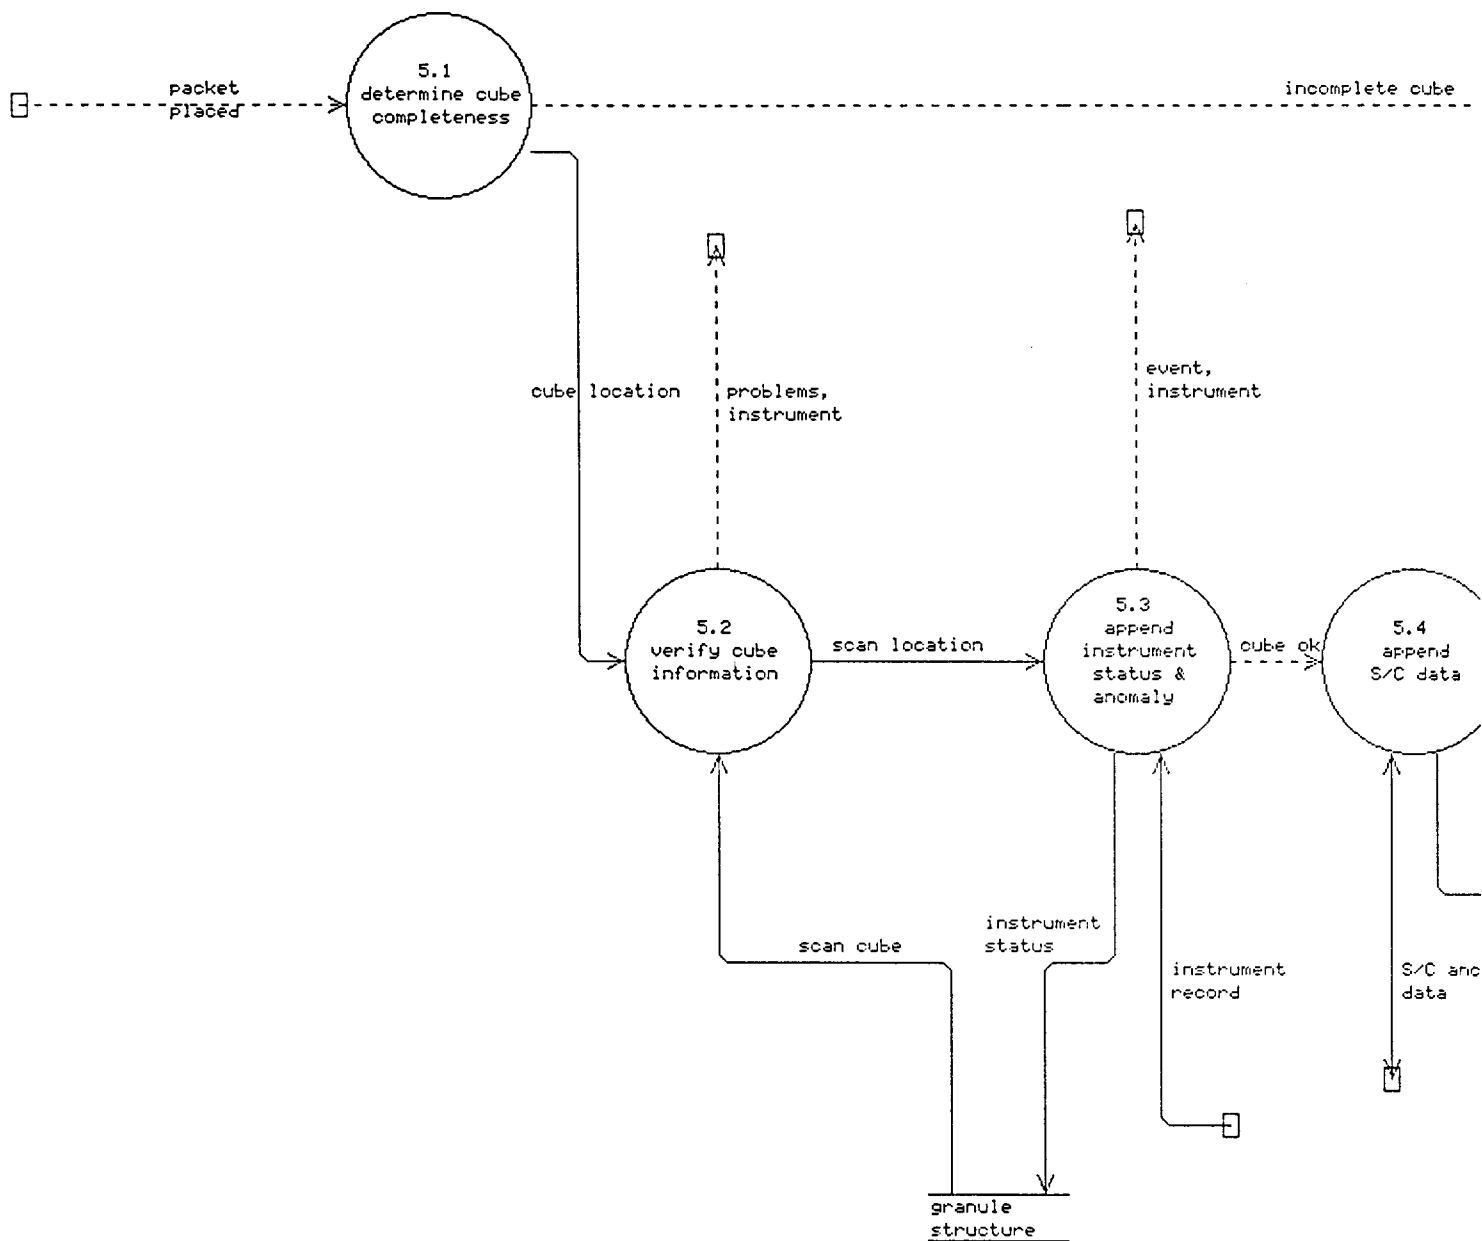 packet
placed
5.1
determine cube
completeness
incomplete cube
cube location
problems,
instrument
event,
instrument
5.2
verify cube
information
scan location
5.3
append
instrument
status &
anomaly
cube ok
5.4
append
S/C data
scan cube
instrument
status
instrument
record
S/C anc
data
granule
structure